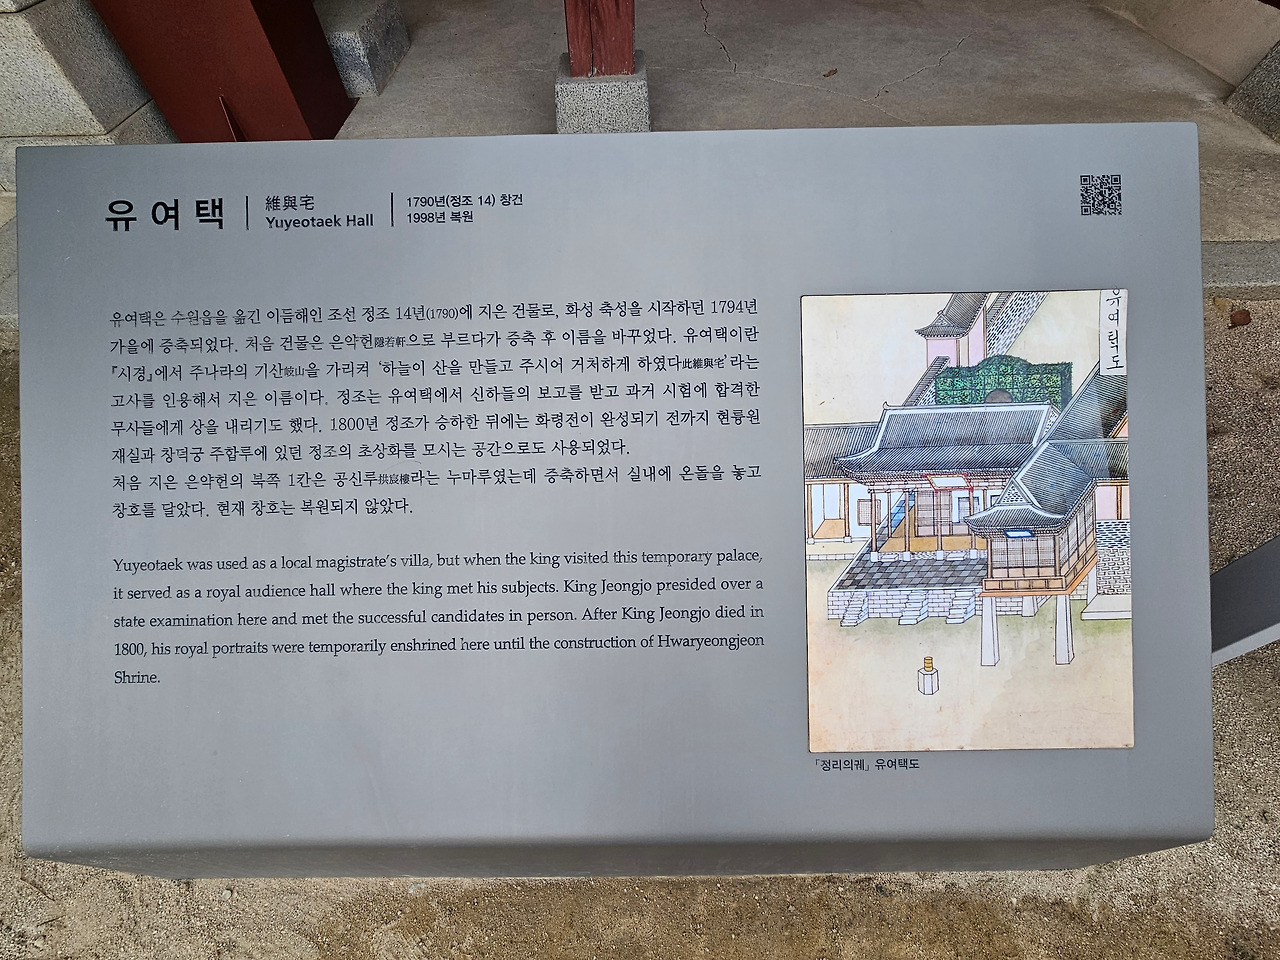 유여택
維與宅
Yuyeotaek Hall
1790년(정조 14) 창건
1998년 복원
유여택은 수원읍을 옮긴 이듬해인 조선 정조 14년(1790)에 지은 건물로, 화성 축성을 시작하던 1794년
가을에 증축되었다. 처음 건물은 은약헌隱若軒으로 부르다가 증축 후 이름을 바꾸었다. 유여택이란
『시경』에서 주나라의 기산岐山을 가리켜 ‘하늘이 산을 만들고 주시어 거처하게 하였다此維與宅’라는
고사를 인용해서 지은 이름이다. 정조는 유여택에서 신하들의 보고를 받고 과거 시험에 합격한
무사들에게 상을 내리기도 했다. 1800년 정조가 승하한 뒤에는 화령전이 완성되기 전까지 현륭원
재실과 창덕궁 주합루에 있던 정조의 초상화를 모시는 공간으로도 사용되었다.
처음 지은 은약헌의 북쪽 1칸은 공신루拱宸樓라는 누마루였는데 증축하면서 실내에 온돌을 놓고
창호를 달았다. 현재 창호는 복원되지 않았다.
Yuyeotaek was used as a local magistrate’s villa, but when the king visited this temporary palace,
it served as a royal audience hall where the king met his subjects. King Jeongjo presided over a
state examination here and met the successful candidates in person. After King Jeongjo died in
1800, his royal portraits were temporarily enshrined here until the construction of Hwaryeongjeon
Shrine.
유여택도
「정리의궤」 유여택도